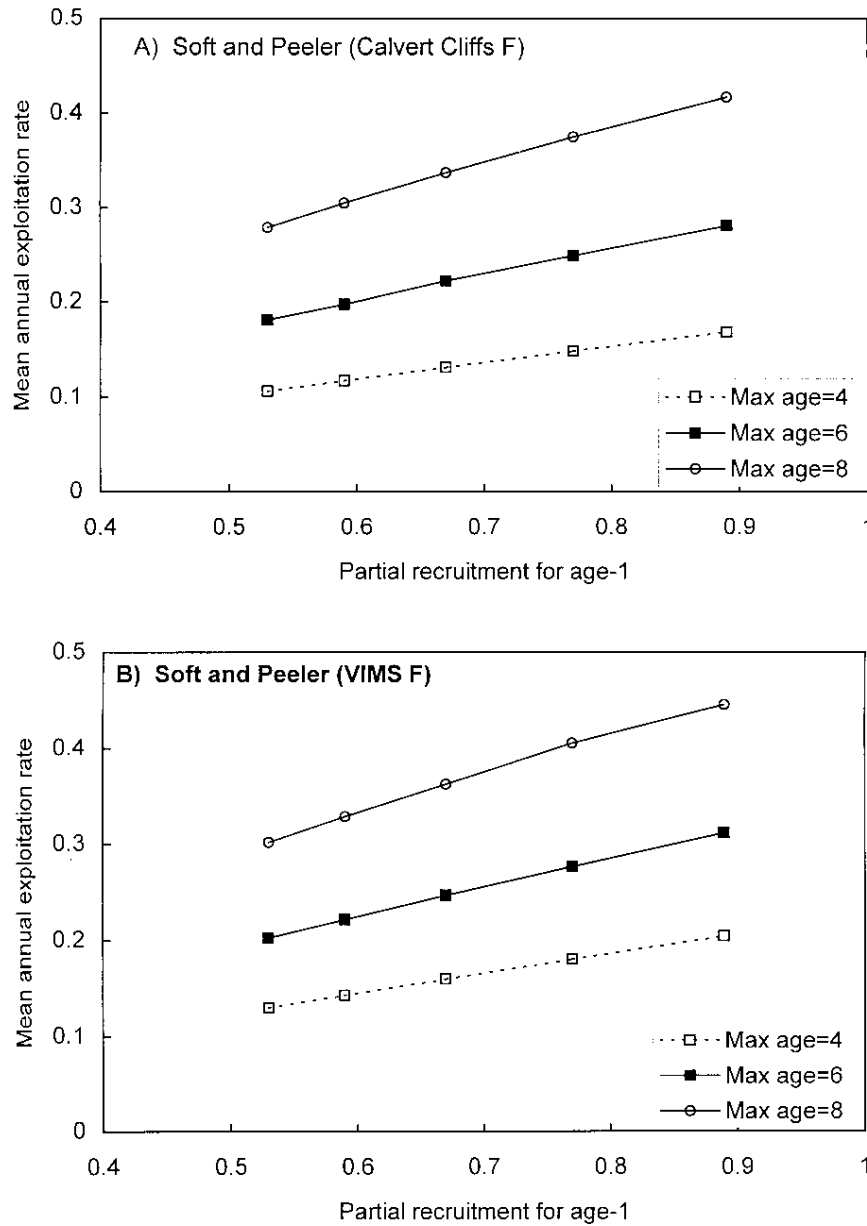 A) Soft and Peeler (Calvert Cliffs F)
Mean annual exploitation rate
0.5
0.4
0.3
0.2
0.1
0
Max age=4
Max age=6
Max age=8
0.4 0.5 0.6 0.7 0.8 0.9 1
Partial recruitment for age-1
B) Soft and Peeler (VIMS F)
Mean annual exploitation rate
0.5
0.4
0.3
0.2
0.1
0
Max age=4
Max age=6
Max age=8
0.4 0.5 0.6 0.7 0.8 0.9 1
Partial recruitment for age-1